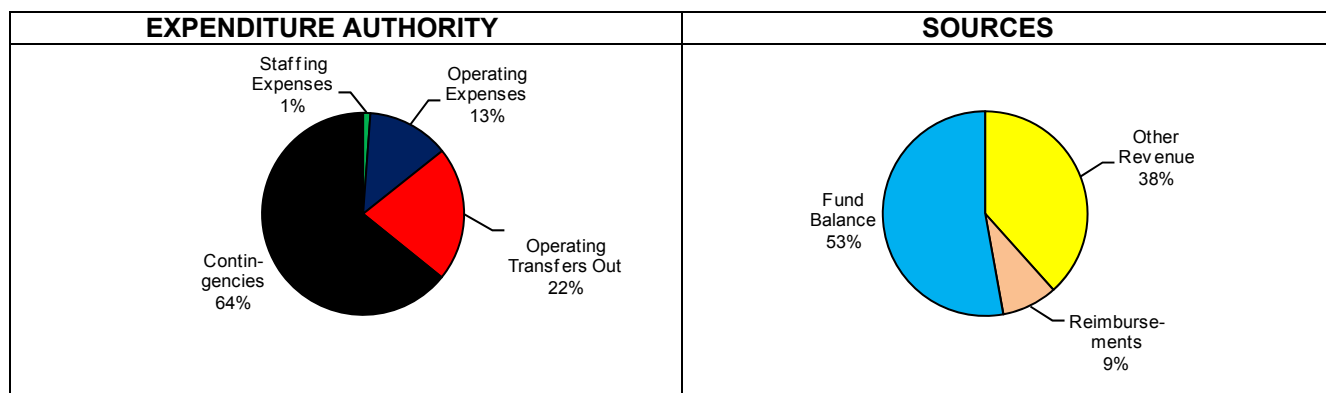 EXPENDITURE AUTHORITY
Staffing
Expenses
1%
Operating
Expenses
13%
Operating
Transfers Out
22%
Contin-
gencies
64%
SOURCES
Other
Revenue
38%
Fund
Balance
53%
Reimburse-
ments
9%